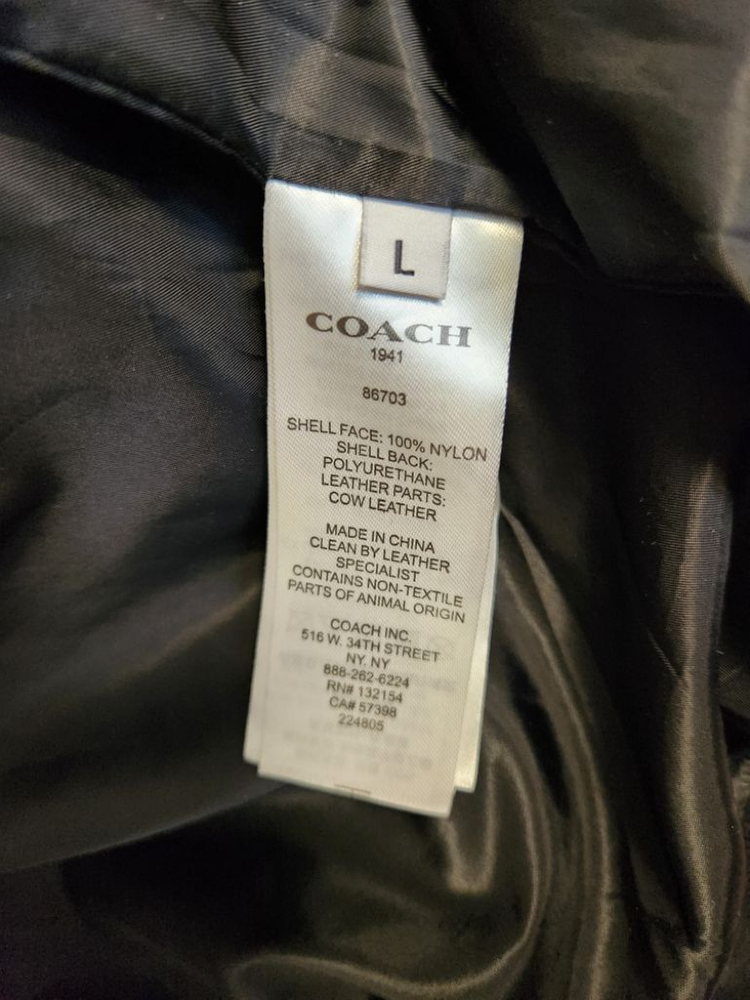 L
COACH
1941
86703
SHELL FACE: 100% NYLON
SHELL BACK:
POLYURETHANE
LEATHER PARTS:
COW LEATHER
MADE IN CHINA
CLEAN BY LEATHER
SPECIALIST
CONTAINS NON-TEXTILE
PARTS OF ANIMAL ORIGIN
COACH INC.
516 W. 34TH STREET
NY. NY
888-262-6224
RN# 132154
CA# 57398
224805